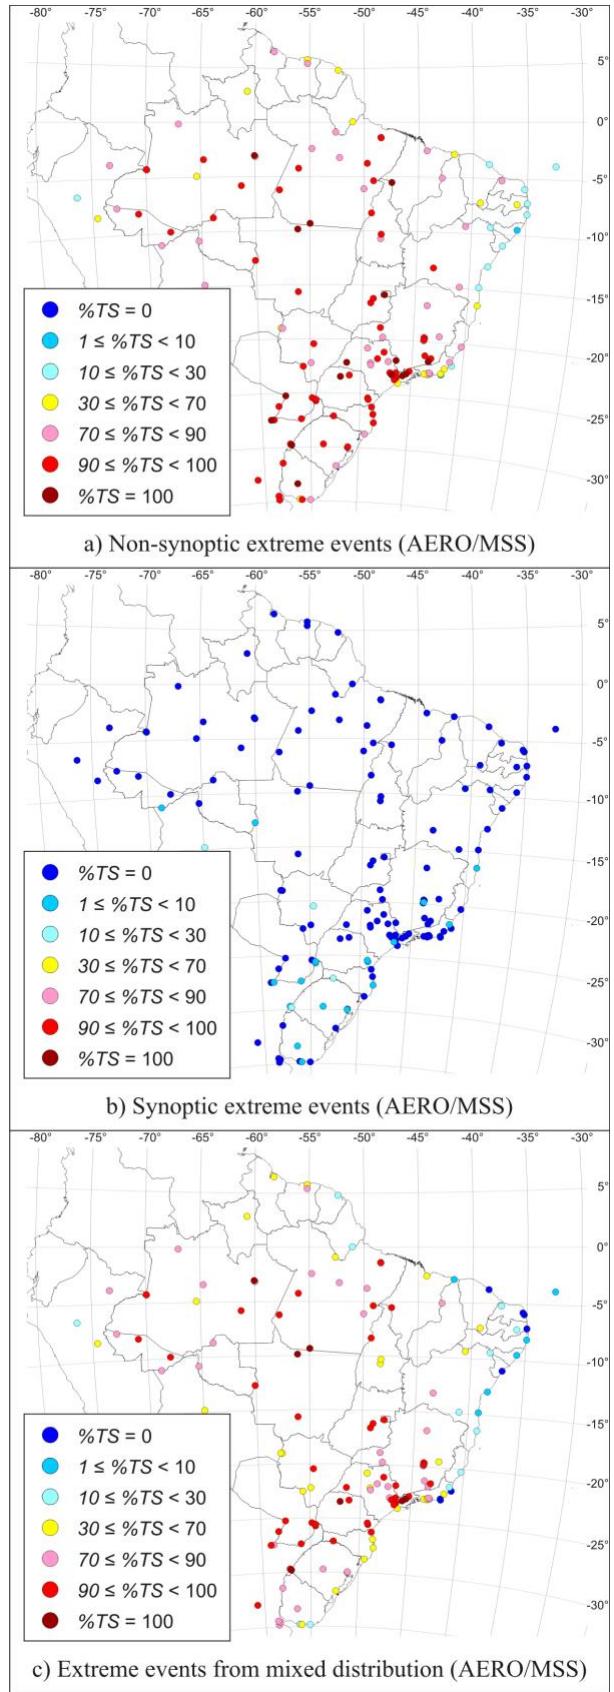 -80° -70° -65° -60° -55° -50° -45° -40° -35° -30°
5°
0°
-5°
-10°
-15°
-20°
-25°
-30°
%TS = 0
1 ≤ %TS < 10
10 ≤ %TS < 30
30 ≤ %TS < 70
70 ≤ %TS < 90
90 ≤ %TS < 100
%TS = 100
a) Non-synoptic extreme events (AERO/MSS)
-80° -70° -65° -60° -55° -50° -45° -40° -35° -30°
5°
0°
-5°
-10°
-15°
-20°
-25°
-30°
%TS = 0
1 ≤ %TS < 10
10 ≤ %TS < 30
30 ≤ %TS < 70
70 ≤ %TS < 90
90 ≤ %TS < 100
%TS = 100
b) Synoptic extreme events (AERO/MSS)
-80° -70° -65° -60° -55° -50° -45° -40° -35° -30°
5°
0°
-5°
-10°
-15°
-20°
-25°
-30°
%TS = 0
1 ≤ %TS < 10
10 ≤ %TS < 30
30 ≤ %TS < 70
70 ≤ %TS < 90
90 ≤ %TS < 100
%TS = 100
c) Extreme events from mixed distribution (AERO/MSS)